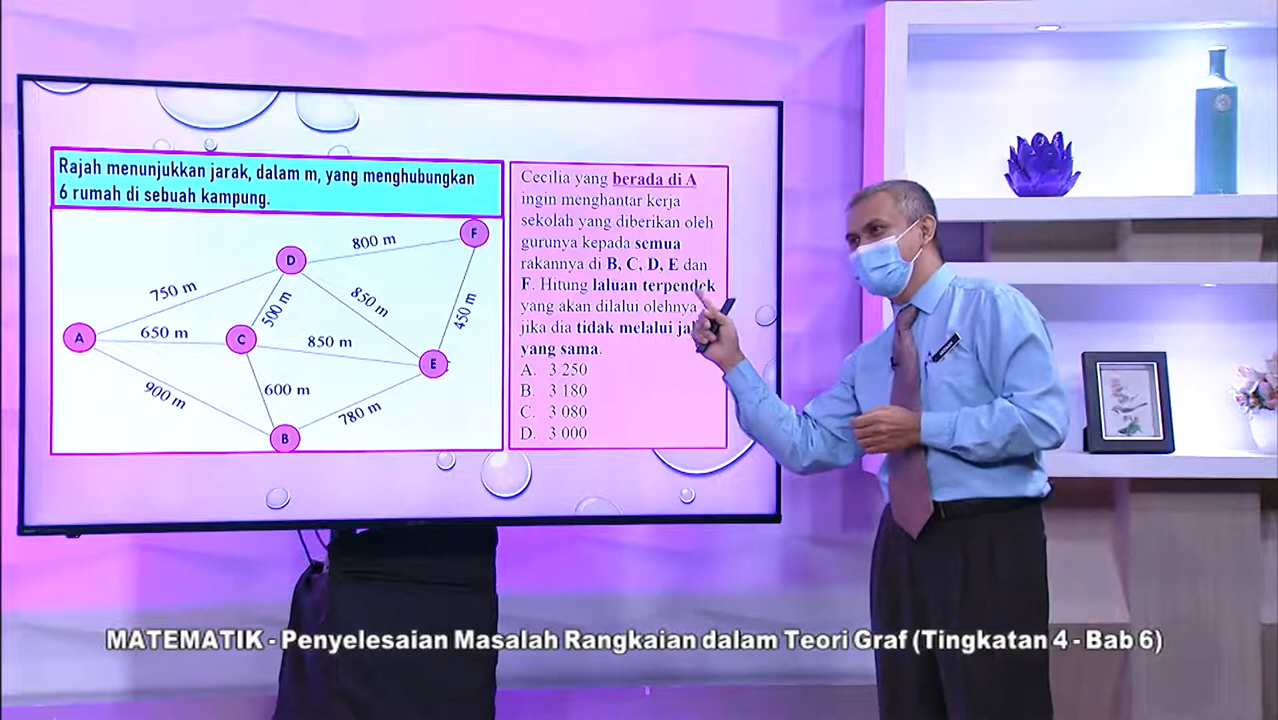 Rajah menunjukkan jarak, dalam m, yang menghubungkan
6 rumah di sebuah kampung.
F
800 m
D
750 m
500 m
850 m
450 m
A
650 m
C
850 m
E
900 m
600 m
780 m
B
Cecilia yang berada di A
ingin menghantar kerja
sekolah yang diberikan oleh
gurunya kepada semua
rakannya di B, C, D, E dan
F. Hitung laluan terpendek
yang akan dilalui olehnya
jika dia tidak melalui
yang sama.
A. 3 250
B. 3 180
C. 3 080
D. 3 000
MATEMATIK - Penyelesaian Masalah Rangkaian dalam Teori Graf (Tingkatan 4 - Bab 6)